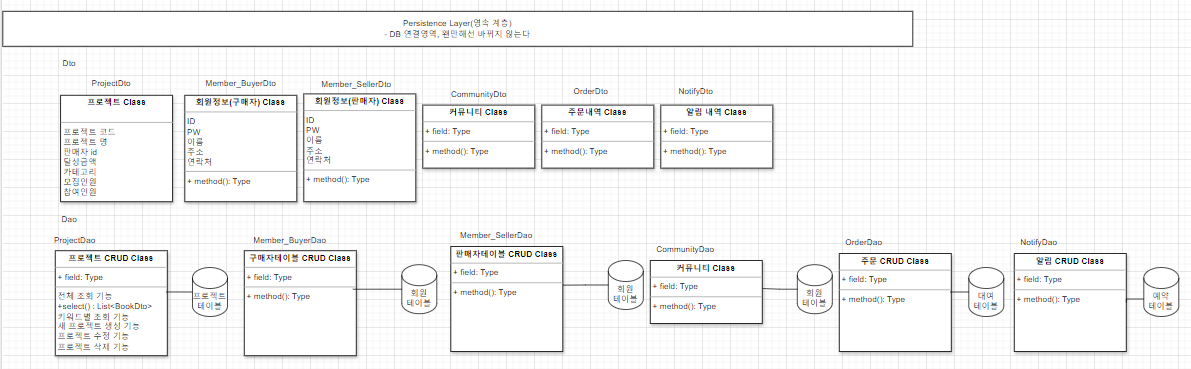 Persistence Layer(영속 계층)
- DB 연결영역, 왠만해선 바뀌지 않는다
Dto
ProjectDto
프로젝트 Class
프로젝트 코드
프로젝트 명
판매자 id
달성금액
카테고리
모집인원
참여인원
Member_BuyerDto
회원정보(구매자) Class
ID
PW
이름
주소
연락처
+ method(): Type
Member_SellerDto
회원정보(판매자) Class
ID
PW
이름
주소
연락처
+ method(): Type
CommunityDto
커뮤니티 Class
+ field: Type
+ method(): Type
OrderDto
주문내역 Class
+ field: Type
+ method(): Type
NotifyDto
알림 내역 Class
+ field: Type
+ method(): Type
Dao
ProjectDao
프로젝트 CRUD Class
+ field: Type
전체 조회 기능
+select() : List<BookDto>
키워드별 조회 기능
새 프로젝트 생성 기능
프로젝트 수정 기능
프로젝트 삭제 기능
프로젝트
테이블
Member_BuyerDao
구매자테이블 CRUD Class
+ field: Type
+ method(): Type
회원
테이블
Member_SellerDao
판매자테이블 CRUD Class
+ field: Type
+ method(): Type
회원
테이블
CommunityDao
커뮤니티 Class
+ field: Type
+ method(): Type
회원
테이블
OrderDao
주문 CRUD Class
+ field: Type
+ method(): Type
대여
테이블
NotifyDao
알림 CRUD Class
+ field: Type
+ method(): Type
예약
테이블